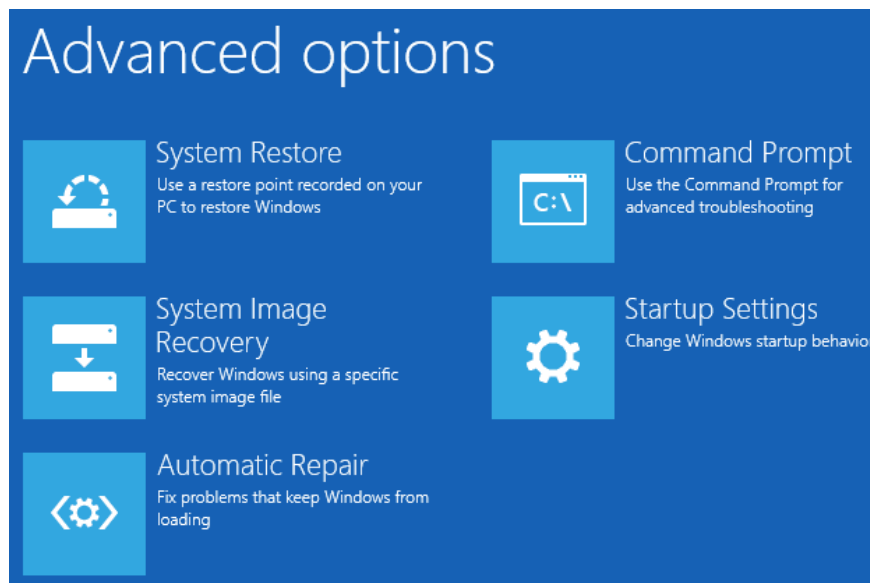 Advanced options
System Restore
Use a restore point recorded on your
PC to restore Windows
System Image
Recovery
Recover Windows using a specific
system image file
Automatic Repair
Fix problems that keep Windows from
loading
Command Prompt
Use the Command Prompt for
advanced troubleshooting
C:\
Startup Settings
Change Windows startup behavior